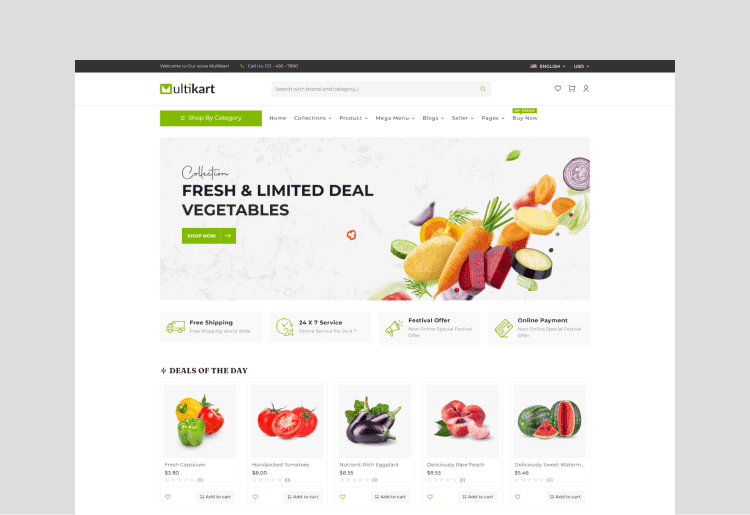 Welcome to Our store Multikart
Call Us: 123 - 456 - 7890
ENGLISH
USD
Multikart
Search with brand and category..!
Shop By Category
Home
Collections
Product
Mega Menu
Blogs
Seller
Pages
Buy Now
Collection
FRESH & LIMITED DEAL
VEGETABLES
SHOP NOW
Free Shipping
Free Shipping World Wide
24 X 7 Service
Online Service For 24 X 7
Festival Offer
New Online Special Festival
Offer
Online Payment
New Online Special Festival
Offer
DEALS OF THE DAY
Fresh Capsicum
$3.80
(0)
Add to cart
Handpicked Tomatoes
$8.00
(0)
Add to cart
Nutrient-Rich Eggplant
$8.55
(0)
Add to cart
Deliciously Ripe Peach
$8.55
(0)
Add to cart
Deliciously Sweet Waterm...
$5.46
(0)
Add to cart